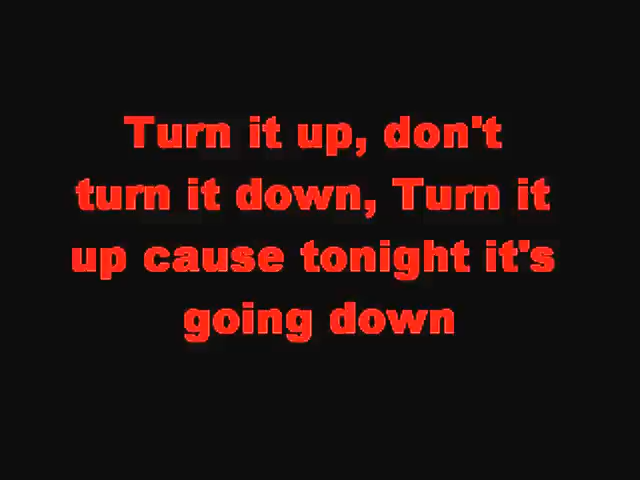 Turn it up, don't
turn it down, Turn it
up cause tonight it's
going down